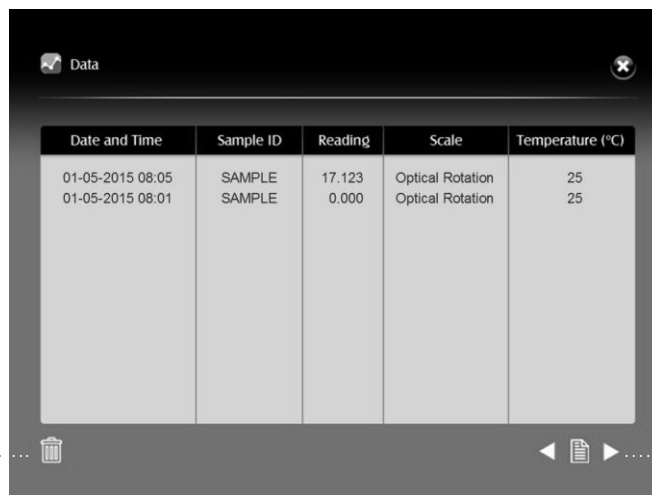 Data
Date and Time Sample ID Reading Scale Temperature (°C)
01-05-2015 08:05 SAMPLE 17.123 Optical Rotation 25
01-05-2015 08:01 SAMPLE 0.000 Optical Rotation 25